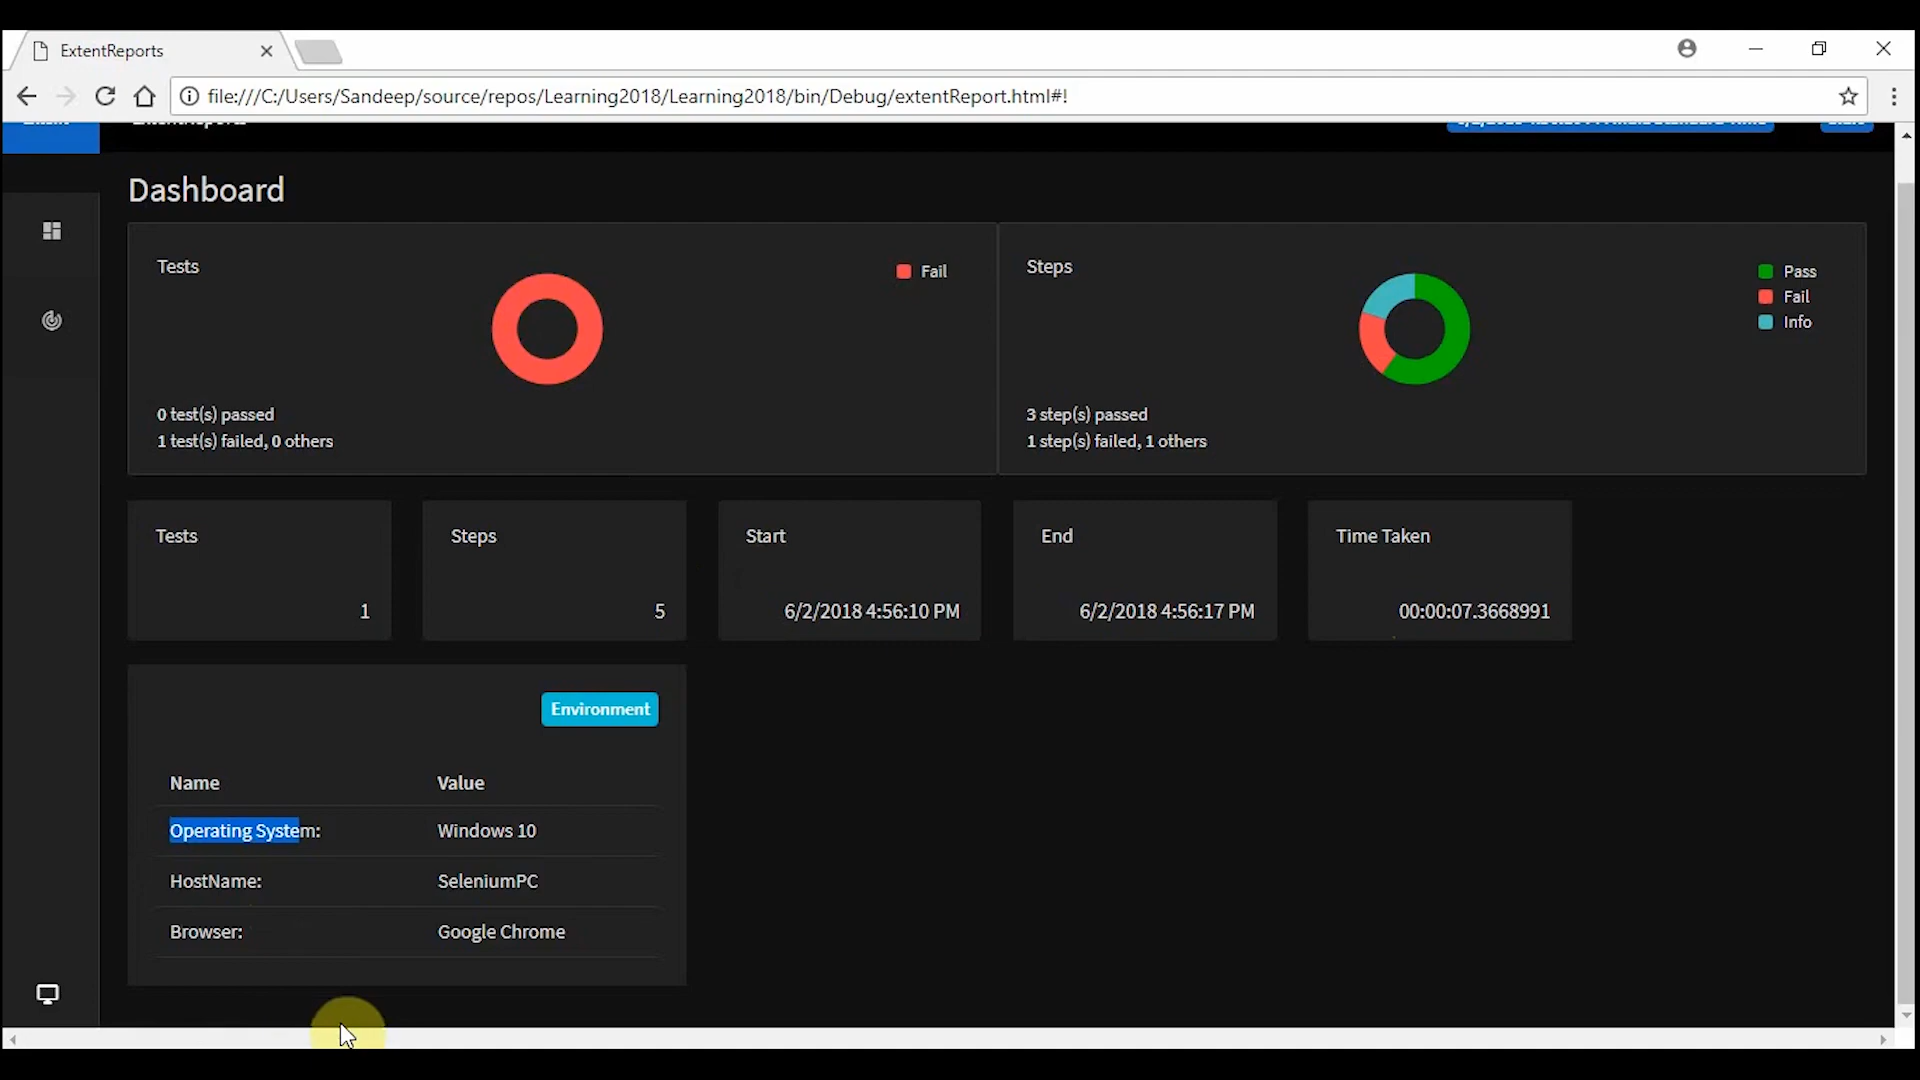 ExtentReports
file:///C:/Users/Sandeep/source/repos/Learning2018/Learning2018/bin/Debug/extentReport.html#!
Dashboard
Tests
Fail
0 test(s) passed
1 test(s) failed, 0 others
Steps
Pass
Fail
Info
3 step(s) passed
1 step(s) failed, 1 others
Tests
1
Steps
5
Start
6/2/2018 4:56:10 PM
End
6/2/2018 4:56:17 PM
Time Taken
00:00:07.3668991
Environment
Name Value
Operating System: Windows 10
HostName: SeleniumPC
Browser: Google Chrome